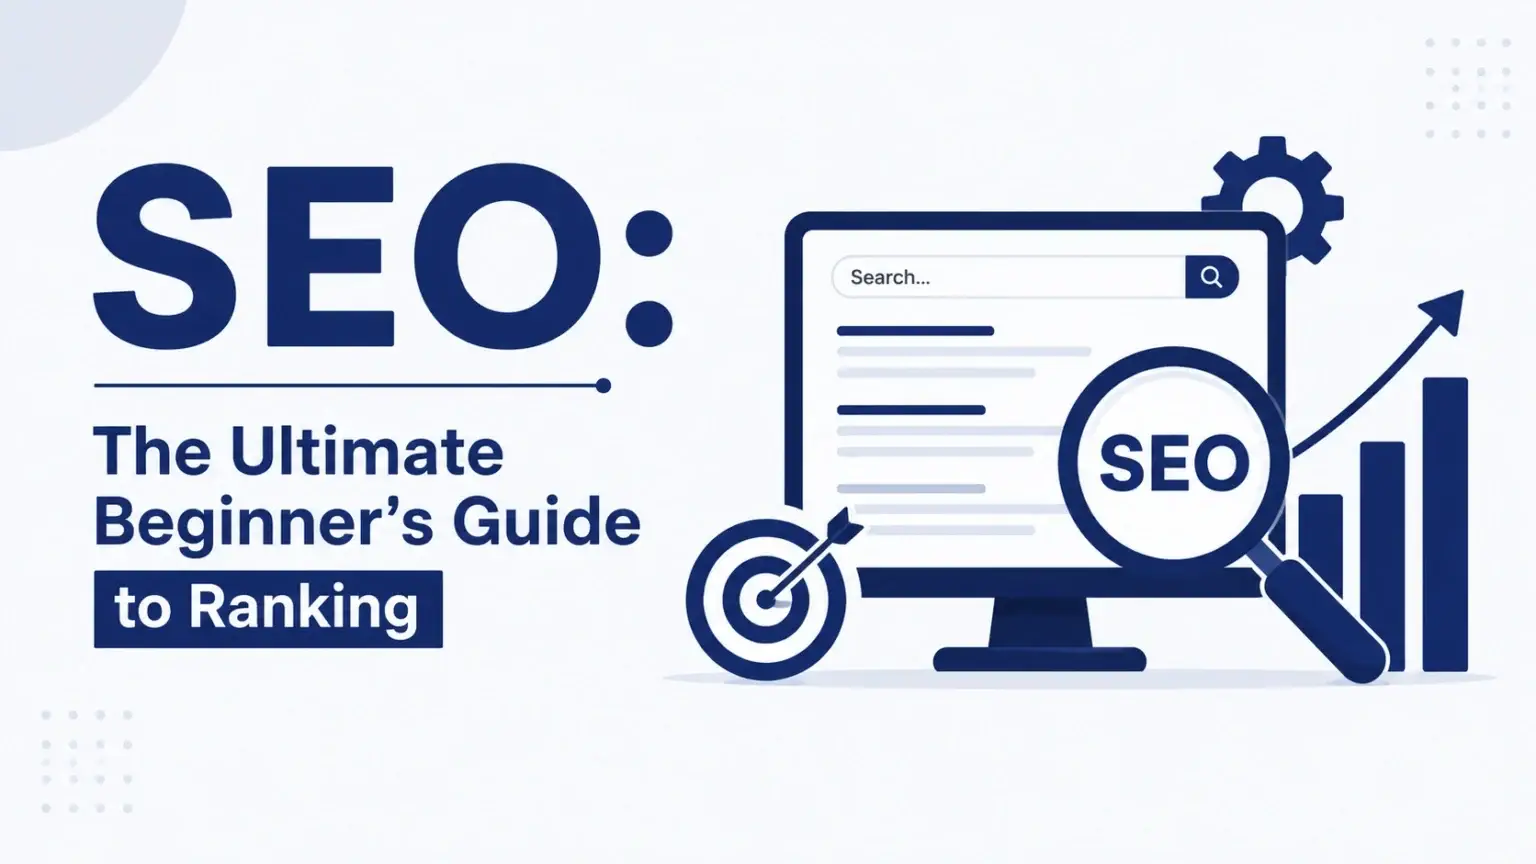 SEO:
The Ultimate
Beginner's Guide
to Ranking
Search...
SEO